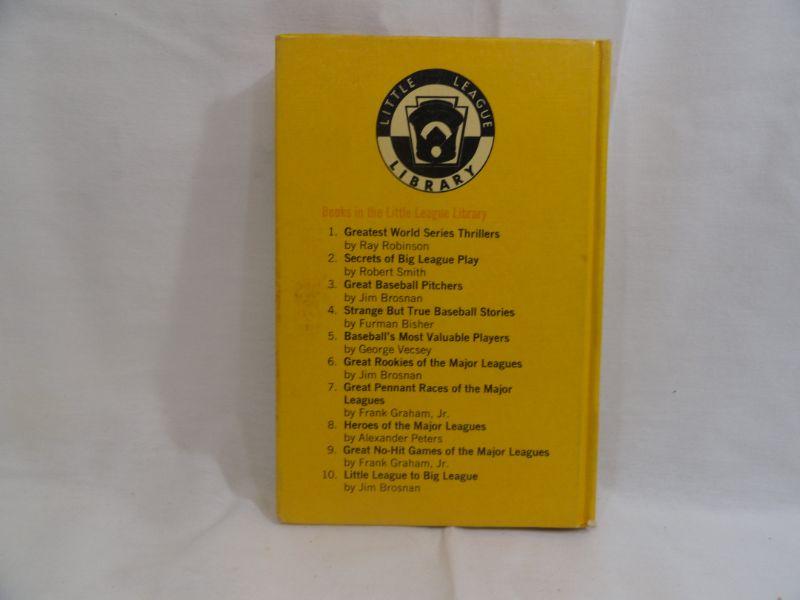 LITTLE LEAGUE
LIBRARY
Books in the Little League Library
1. Greatest World Series Thrillers
by Ray Robinson
2. Secrets of Big League Play
by Robert Smith
3. Great Baseball Pitchers
by Jim Brosnan
4. Strange But True Baseball Stories
by Furman Bisher
5. Baseball's Most Valuable Players
by George Vecsey
6. Great Rookies of the Major Leagues
by Jim Brosnan
7. Great Pennant Races of the Major
Leagues
by Frank Graham, Jr.
8. Heroes of the Major Leagues
by Alexander Peters
9. Great No-Hit Games of the Major Leagues
by Frank Graham, Jr.
10. Little League to Big League
by Jim Brosnan